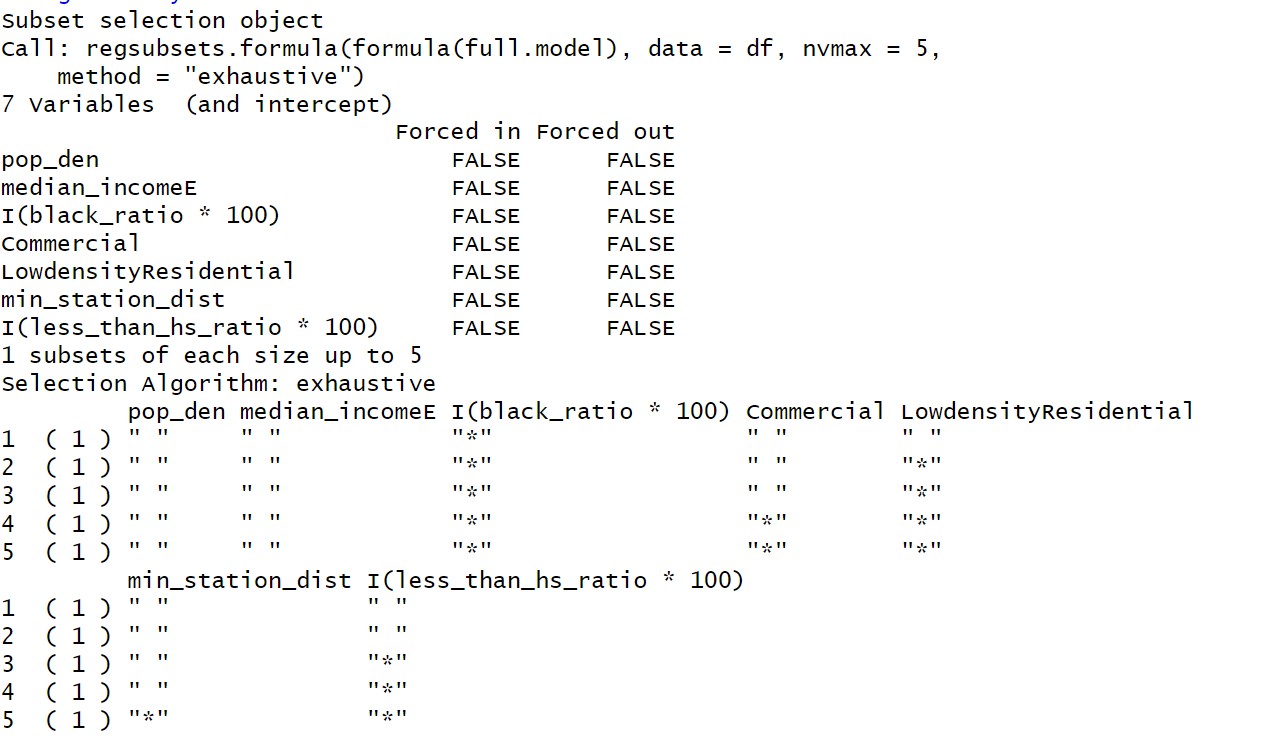 Subset selection object
Call: regsubsets.formula(formula(full.model), data = df, nvmax = 5,
    method = "exhaustive")
7 Variables  (and intercept)
                            Forced in Forced out
pop_den                         FALSE      FALSE
median_incomeE                  FALSE      FALSE
I(black_ratio * 100)            FALSE      FALSE
Commercial                      FALSE      FALSE
LowdensityResidential           FALSE      FALSE
min_station_dist                FALSE      FALSE
I(less_than_hs_ratio * 100)     FALSE      FALSE
1 subsets of each size up to 5
Selection Algorithm: exhaustive
         pop_den median_incomeE I(black_ratio * 100) Commercial LowdensityResidential
1  ( 1 ) " "     " "            "*"                  " "        " "
2  ( 1 ) " "     " "            "*"                  " "        "*"
3  ( 1 ) " "     " "            "*"                  " "        "*"
4  ( 1 ) " "     " "            "*"                  "*"        "*"
5  ( 1 ) " "     " "            "*"                  "*"        "*"
         min_station_dist I(less_than_hs_ratio * 100)
1  ( 1 ) " "              " "
2  ( 1 ) " "              " "
3  ( 1 ) " "              "*"
4  ( 1 ) " "              "*"
5  ( 1 ) "*"              "*"